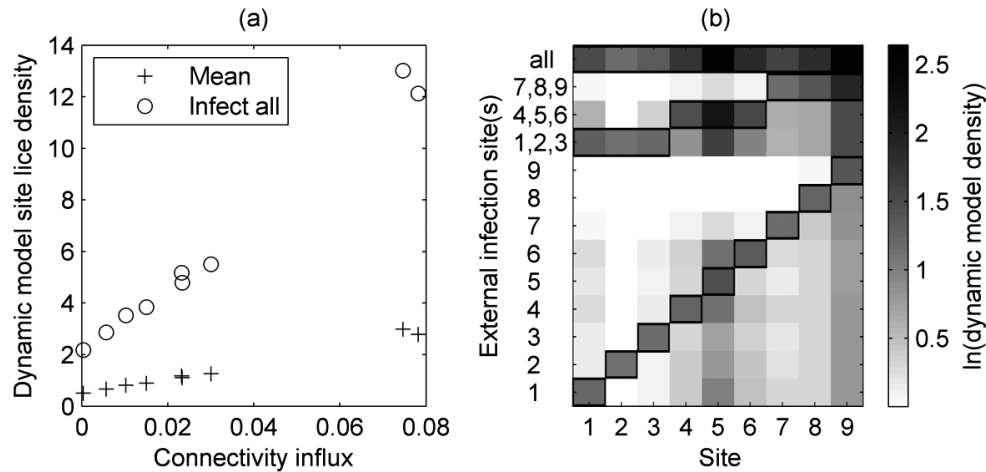 (a)
14
12
10
8
6
4
2
0
0 0.02 0.04 0.06 0.08
Dynamic model site lice density
Connectivity influx
+ Mean
○ Infect all
(b)
External infection site(s)
all
7,8,9
4,5,6
1,2,3
9
8
7
6
5
4
3
2
1
1 2 3 4 5 6 7 8 9
Site
2.5
2
1.5
1
0.5
ln(dynamic model density)